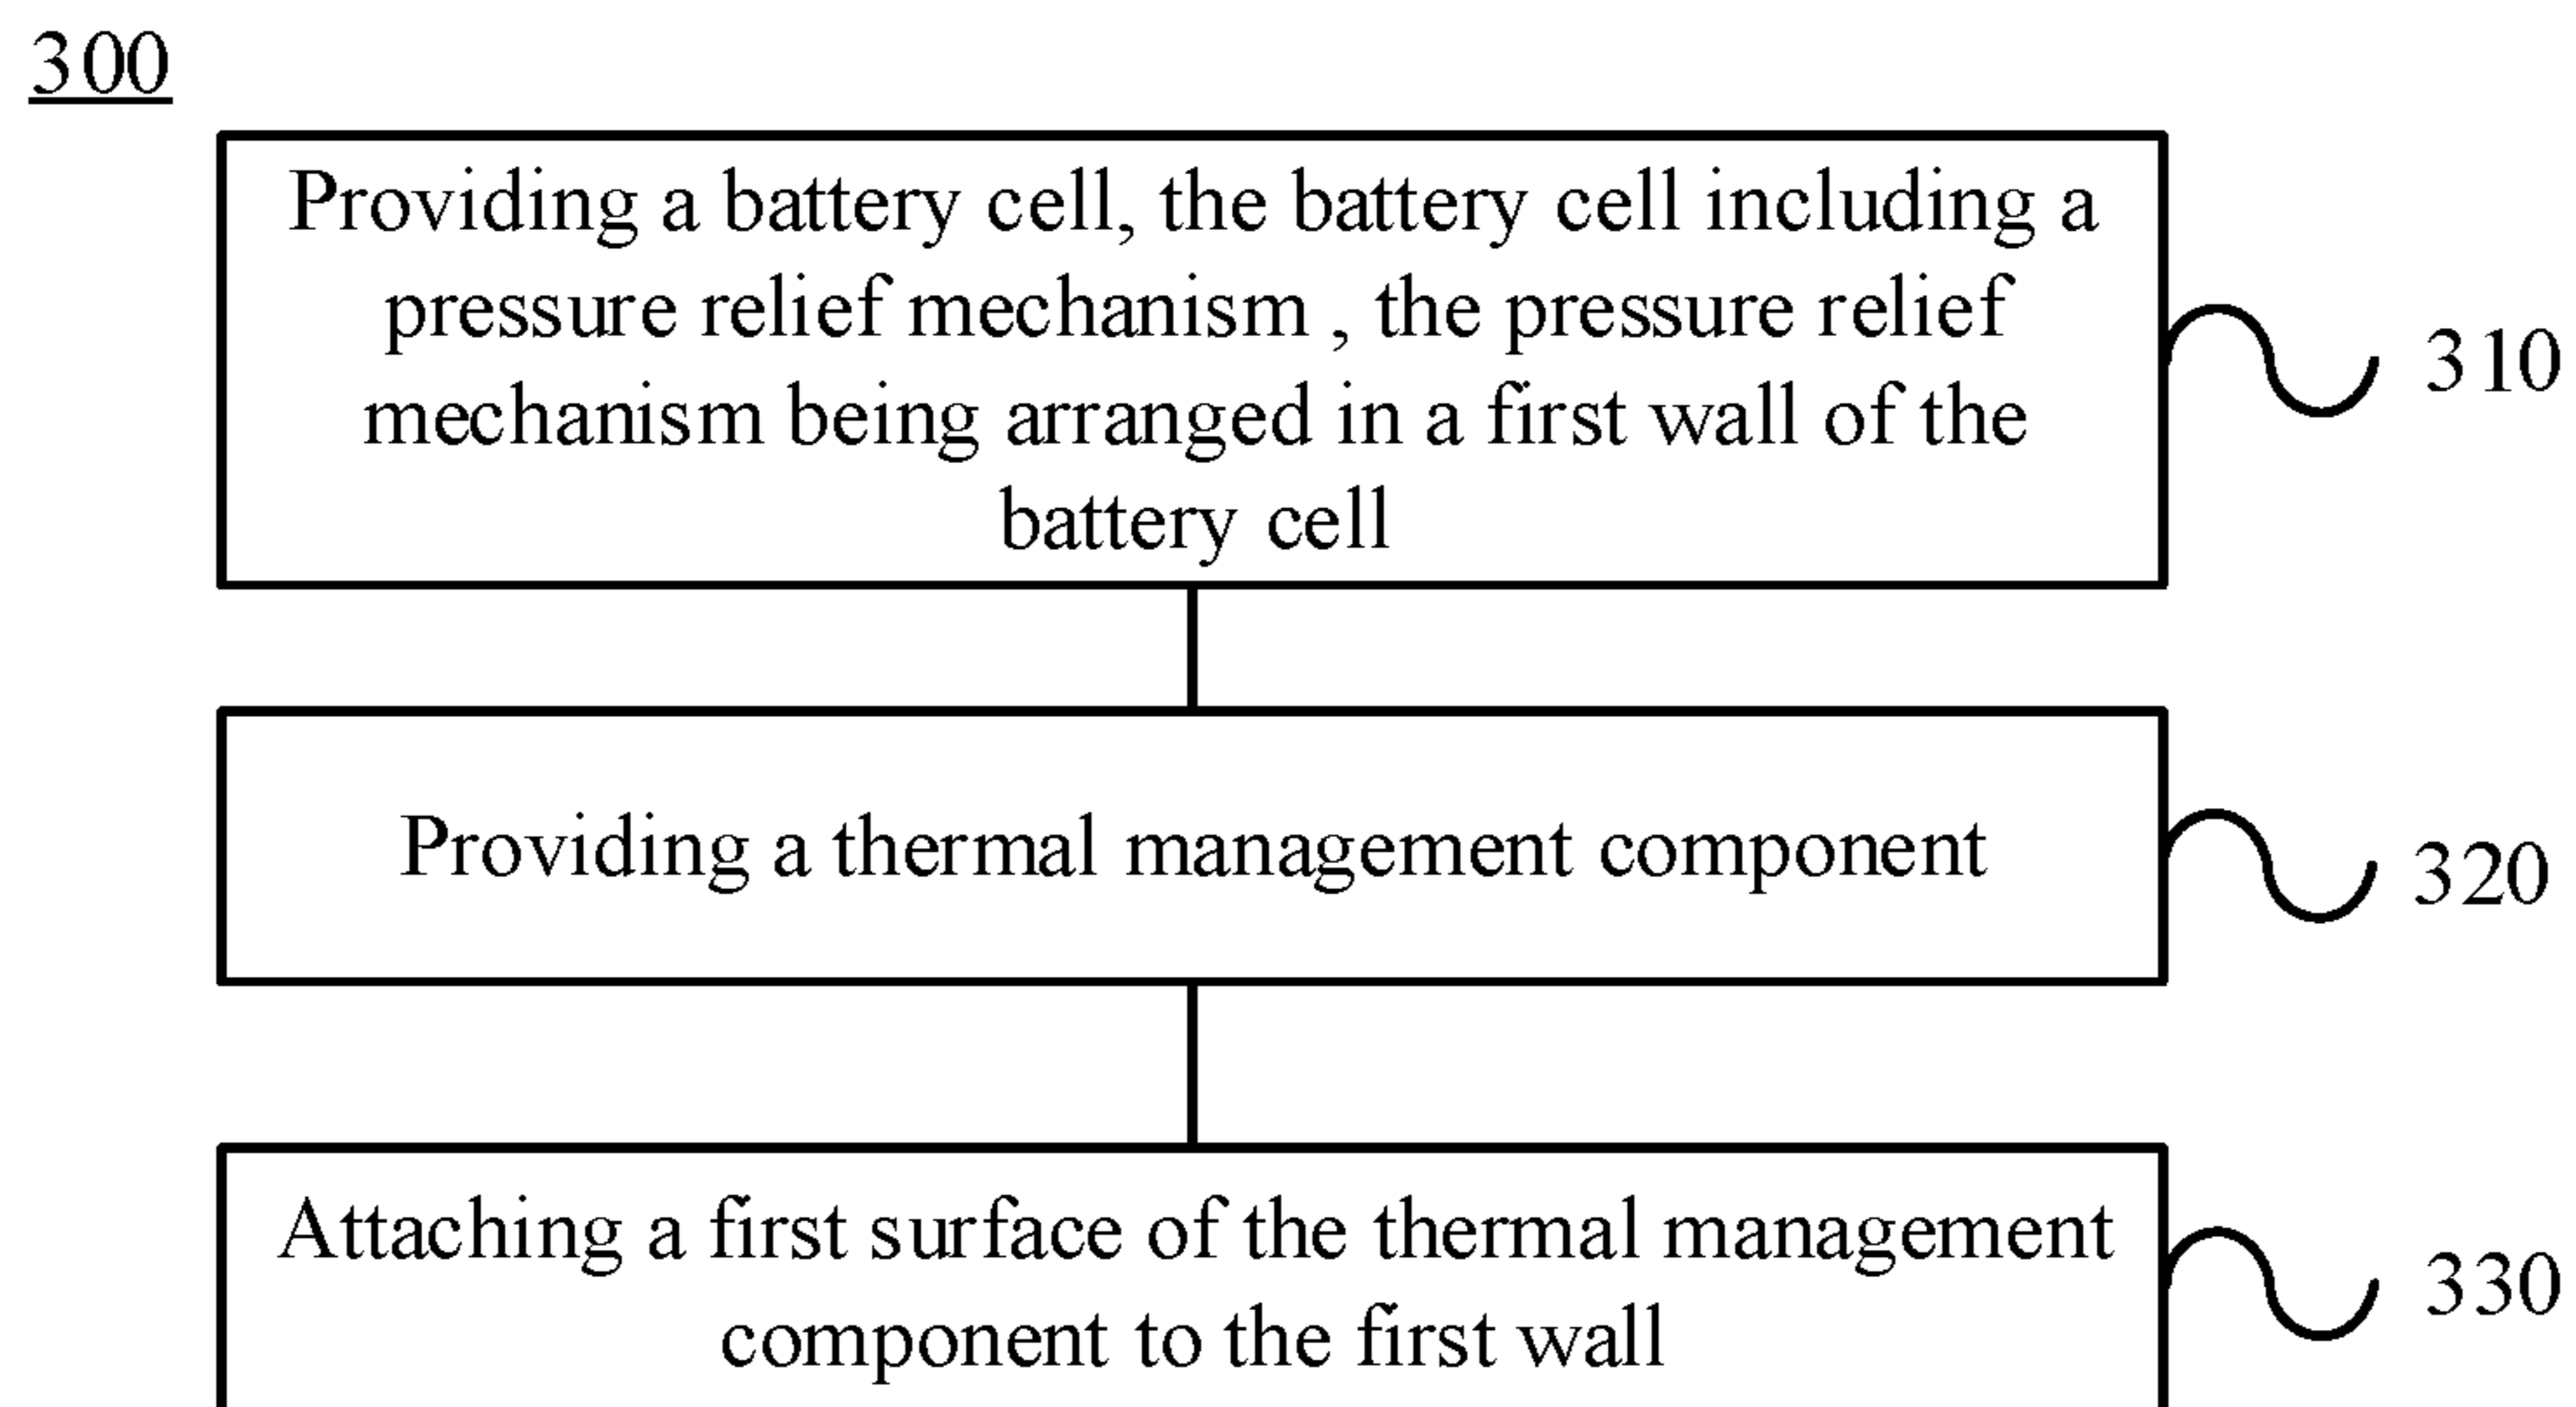 300
Providing a battery cell, the battery cell including a
pressure relief mechanism , the pressure relief
mechanism being arranged in a first wall of the
battery cell
310
Providing a thermal management component
320
Attaching a first surface of the thermal management
component to the first wall
330